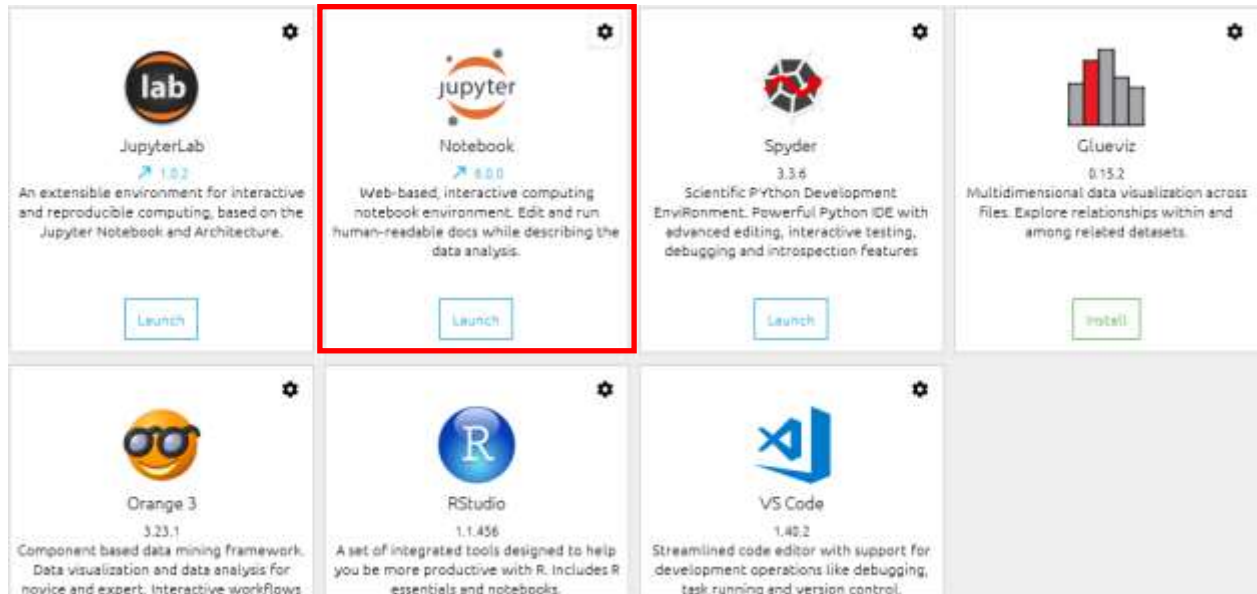 lab
JupyterLab
1.0.2
An extensible environment for interactive
and reproducible computing, based on the
Jupyter Notebook and Architecture.
Launch
jupyter
Notebook
6.0.0
Web-based, interactive computing
notebook environment. Edit and run
human-readable docs while describing the
data analysis.
Launch
Spyder
3.3.6
Scientific PYthon Development
EnviRonment. Powerful Python IDE with
advanced editing, interactive testing,
debugging and introspection features
Launch
Glueviz
0.15.2
Multidimensional data visualization across
files. Explore relationships within and
among related datasets.
Install
Orange 3
3.23.1
Component based data mining framework.
Data visualization and data analysis for
novice and expert. Interactive workflows
R
RStudio
1.1.456
A set of integrated tools designed to help
you be more productive with R. Includes R
essentials and notebooks.
VS Code
1.40.2
Streamlined code editor with support for
development operations like debugging,
task running and version control.